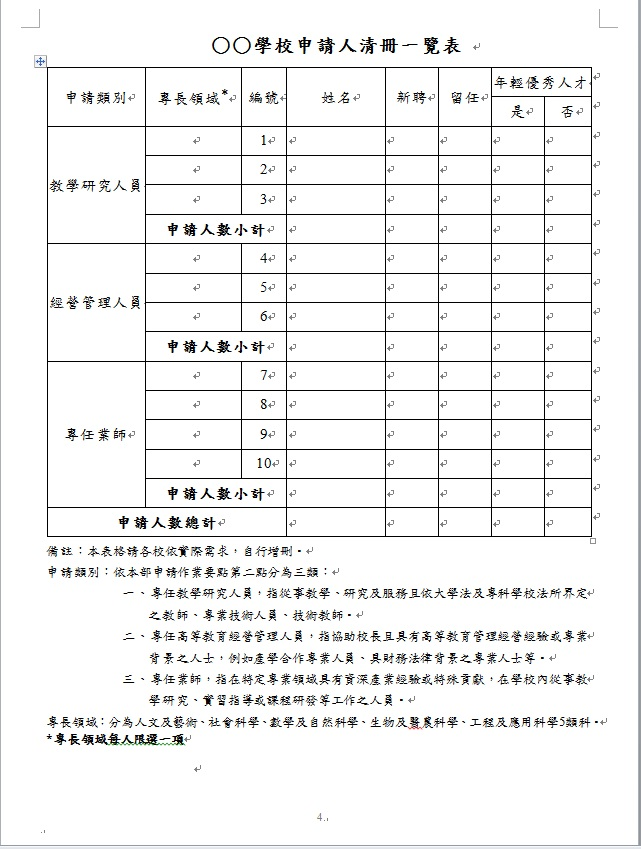 〇〇學校申請人清冊一覽表
申請類別 專長領域* 編號 姓名 新聘 留任 年輕優秀人才
是 否
教學研究人員
1
2
3
申請人數小計
經營管理人員
4
5
6
申請人數小計
專任業師
7
8
9
10
申請人數小計
申請人數總計
備註：本表格請各校依實際需求，自行增刪。
申請類別：依本部申請作業要點第二點分為三類：
一、專任教學研究人員，指從事教學、研究及服務且依大學法及專科學校法所界定
之教師、專業技術人員、技術教師。
二、專任高等教育經營管理人員，指協助校長且具有高等教育管理經營經驗或專業
背景之人士，例如產學合作專業人員、具財務法律背景之專業人士等。
三、專任業師，指在特定專業領域具有資深產業經驗或特殊貢獻，在學校內從事教
學研究、實習指導或課程研發等工作之人員。
專長領域：分為人文及藝術、社會科學、數學及自然科學、生物及醫農科學、工程及應用科學5類科。
*專長領域每人限選一項
4